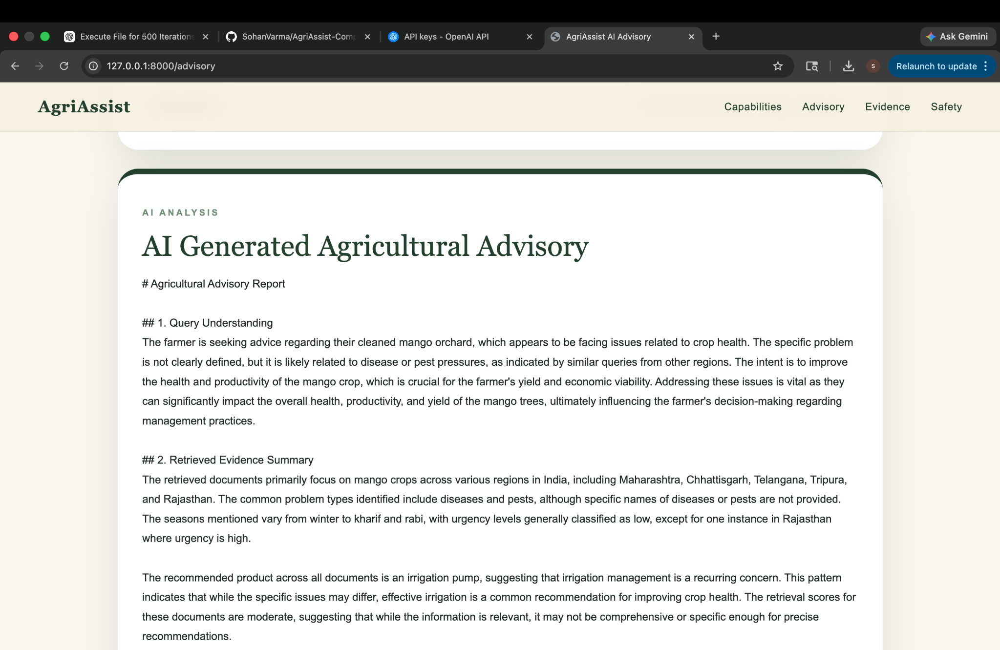 Execute File for 500 Iterations
SohanVarma/AgriAssist-Comp
API keys - OpenAI API
AgriAssist AI Advisory
Ask Gemini
127.0.0.1:8000/advisory
S
Relaunch to update
AgriAssist
Capabilities
Advisory
Evidence
Safety
AI ANALYSIS
AI Generated Agricultural Advisory
# Agricultural Advisory Report
## 1. Query Understanding
The farmer is seeking advice regarding their cleaned mango orchard, which appears to be facing issues related to crop health. The specific problem
is not clearly defined, but it is likely related to disease or pest pressures, as indicated by similar queries from other regions. The intent is to improve
the health and productivity of the mango crop, which is crucial for the farmer's yield and economic viability. Addressing these issues is vital as they
can significantly impact the overall health, productivity, and yield of the mango trees, ultimately influencing the farmer's decision-making regarding
management practices.
## 2. Retrieved Evidence Summary
The retrieved documents primarily focus on mango crops across various regions in India, including Maharashtra, Chhattisgarh, Telangana, Tripura,
and Rajasthan. The common problem types identified include diseases and pests, although specific names of diseases or pests are not provided.
The seasons mentioned vary from winter to kharif and rabi, with urgency levels generally classified as low, except for one instance in Rajasthan
where urgency is high.
The recommended product across all documents is an irrigation pump, suggesting that irrigation management is a recurring concern. This pattern
indicates that while the specific issues may differ, effective irrigation is a common recommendation for improving crop health. The retrieval scores for
these documents are moderate, suggesting that while the information is relevant, it may not be comprehensive or specific enough for precise
recommendations.